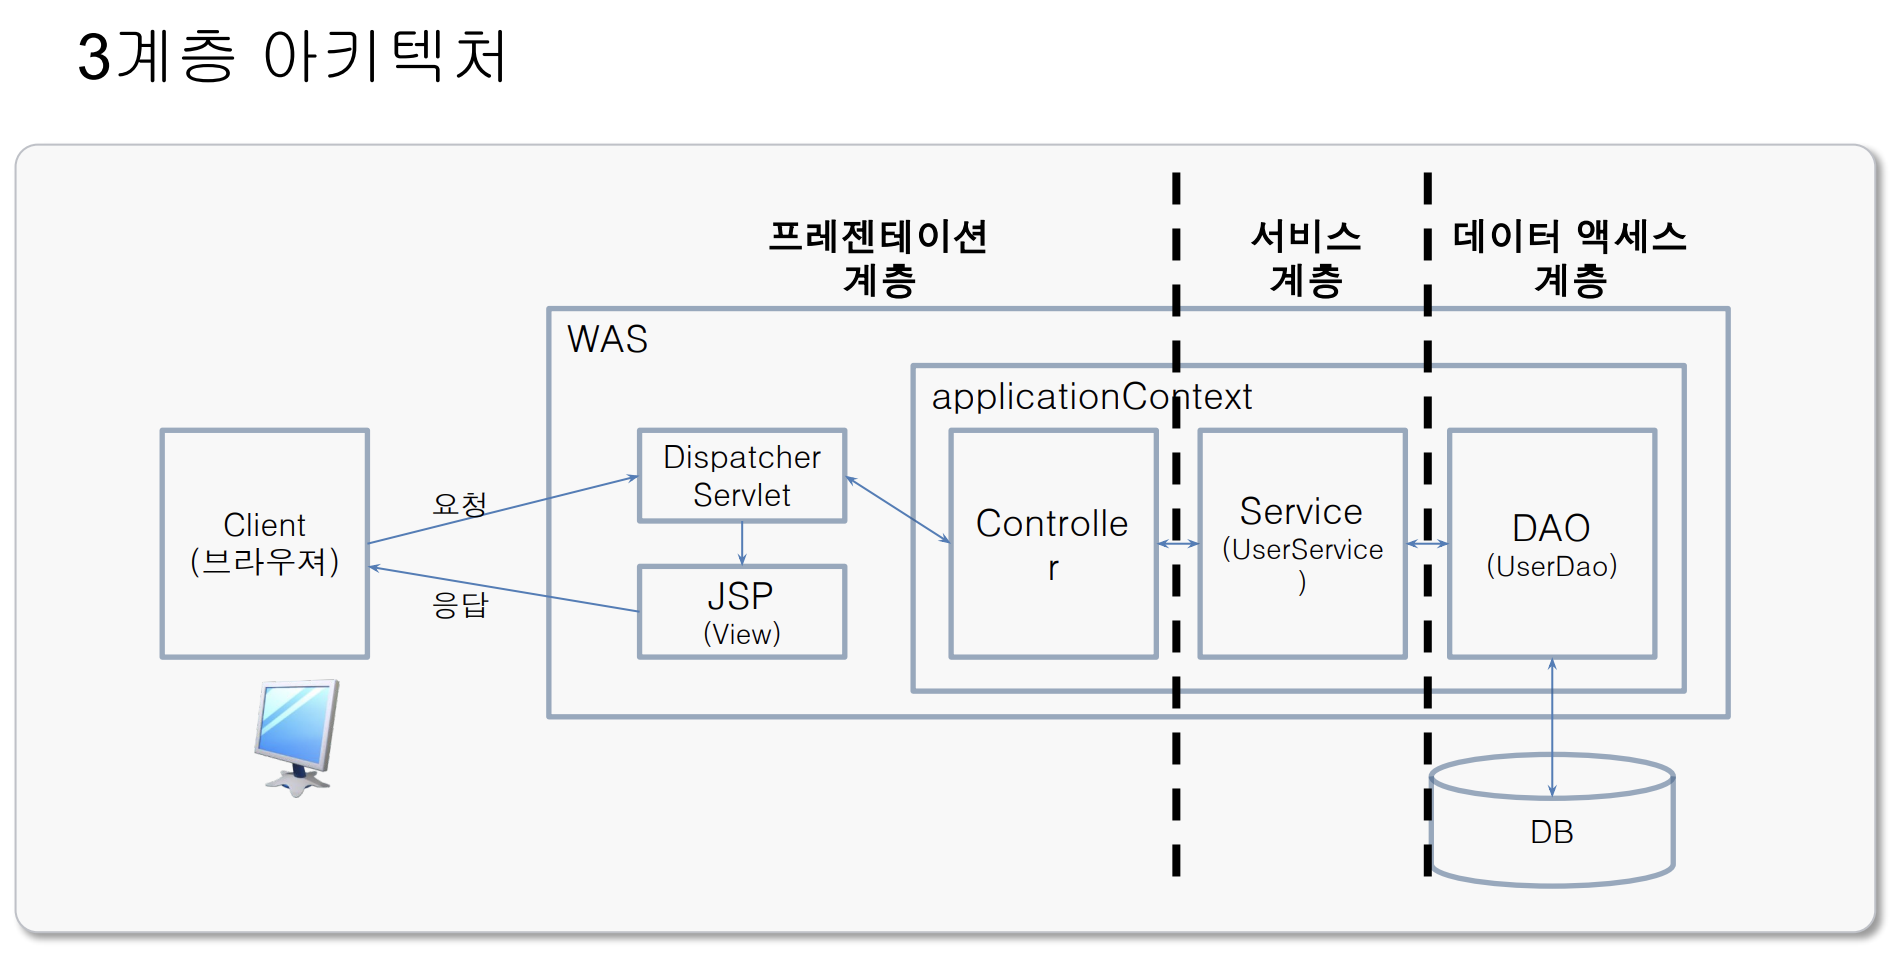 3계층 아키텍처
프레젠테이션
계층
서비스
계층
데이터 액세스
계층
WAS
applicationContext
Client
(브라우져)
요청
응답
Dispatcher
Servlet
JSP
(View)
Controlle
r
Service
(UserService
)
DAO
(UserDao)
DB